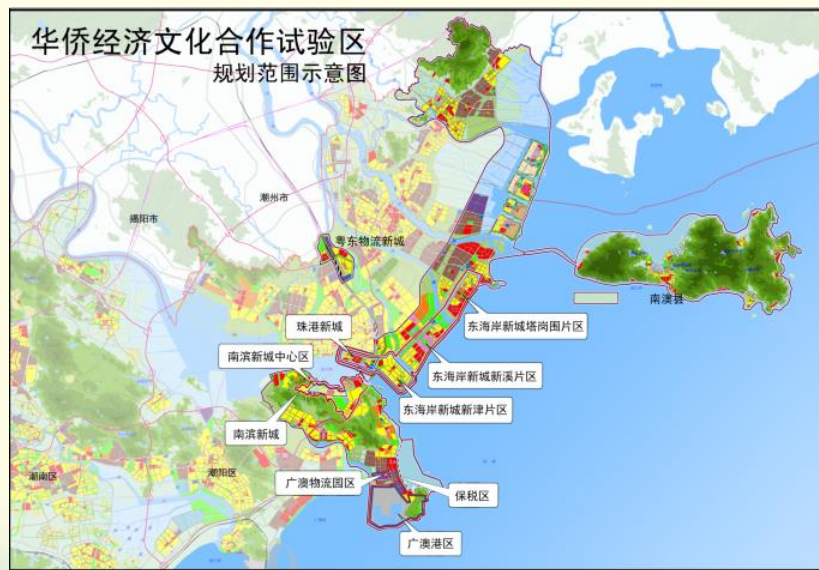 华侨经济文化合作试验区
规划范围示意图
潮州市
揭阳市
粤东物流新城
南澳县
珠港新城
东海岸新城塔岗围片区
南滨新城中心区
东海岸新城新溪片区
东海岸新城新津片区
南滨新城
潮南区
潮阳区
广澳物流园区
保税区
广澳港区